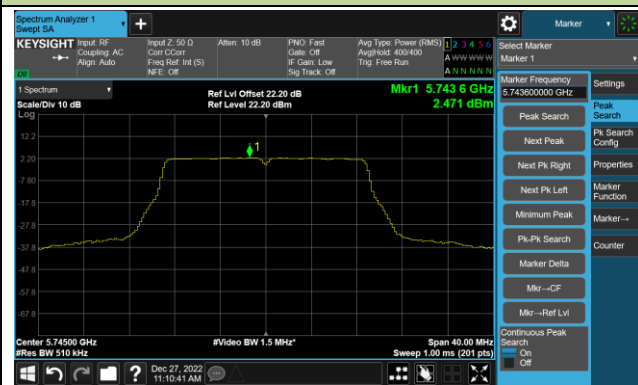 Spectrum Analyzer 1
Swept SA
Marker
KEYSIGHT
Input: RF
Coupling: AC
Align: Auto
Input Z: 50 Ω
Corr CCorr
Freq Ref: Int (S)
NFE: Off
Atten: 10 dB
PNO: Fast
Gate: Off
IF Gain: Low
Sig Track: Off
Avg Type: Power (RMS)
Avg|Hold: 400/400
Trig: Free Run
1 2 3 4 5 6
A W W W W W
A N N N N N
LXI
Select Marker
Marker 1
1 Spectrum
Scale/Div 10 dB
Log
Ref Lvl Offset 22.20 dB
Ref Level 22.20 dBm
Mkr1 5.743 6 GHz
2.471 dBm
12.2
2.20
-7.80
-17.8
-27.8
-37.8
-47.8
-57.8
-67.8
1
Center 5.74500 GHz
#Res BW 510 kHz
#Video BW 1.5 MHz*
Span 40.00 MHz
Sweep 1.00 ms (201 pts)
Marker Frequency
5.743600000 GHz
Peak Search
Next Peak
Next Pk Right
Next Pk Left
Minimum Peak
Pk-Pk Search
Marker Delta
Mkr→CF
Mkr→Ref Lvl
Continuous Peak
Search
On
Off
Settings
Peak
Search
Pk Search
Config
Properties
Marker
Function
Marker→
Counter
Dec 27, 2022
11:10:41 AM